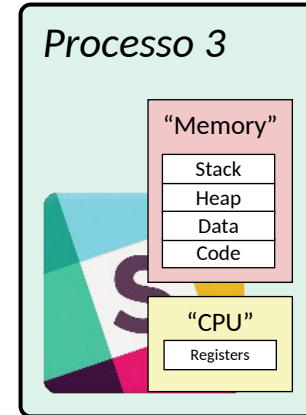 Processo 3
“Memory”
Stack
Heap
Data
Code
S
“CPU”
Registers